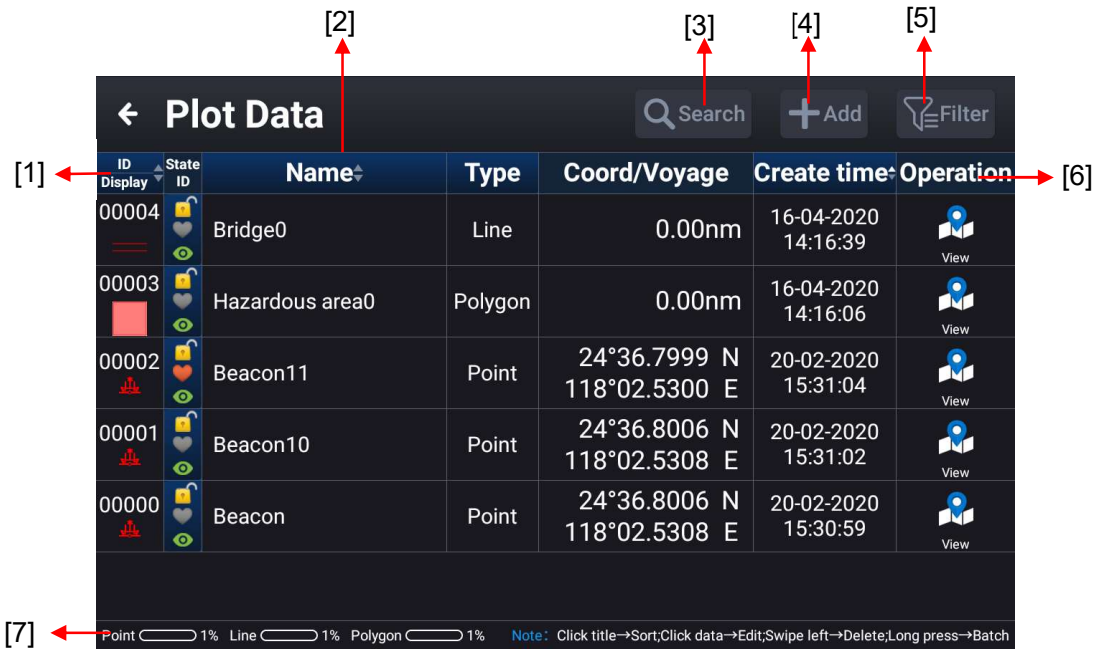 [2] [3] [4] [5]
Plot Data Search Add Filter
[1] ID Display State ID Name Type Coord/Voyage Create time Operation [6]
00004 Bridge0 Line 0.00nm 16-04-2020
14:16:39
View
00003 Hazardous area0 Polygon 0.00nm 16-04-2020
14:16:06
View
00002 Beacon11 Point 24°36.7999 N 20-02-2020
118°02.5300 E 15:31:04
View
00001 Beacon10 Point 24°36.8006 N 20-02-2020
118°02.5308 E 15:31:02
View
00000 Beacon Point 24°36.8006 N 20-02-2020
118°02.5308 E 15:30:59
View
[7] Point 1% Line 1% Polygon 1% Note: Click title→Sort;Click data→Edit;Swipe left→Delete;Long press→Batch